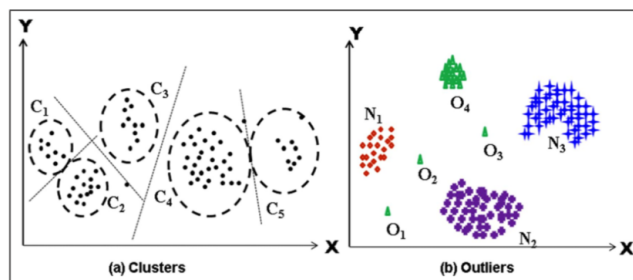 Y
C1
C3
C2
C4
C5
X
(a) Clusters
Y
N1
O4
O3
N3
O2
O1
N2
X
(b) Outliers